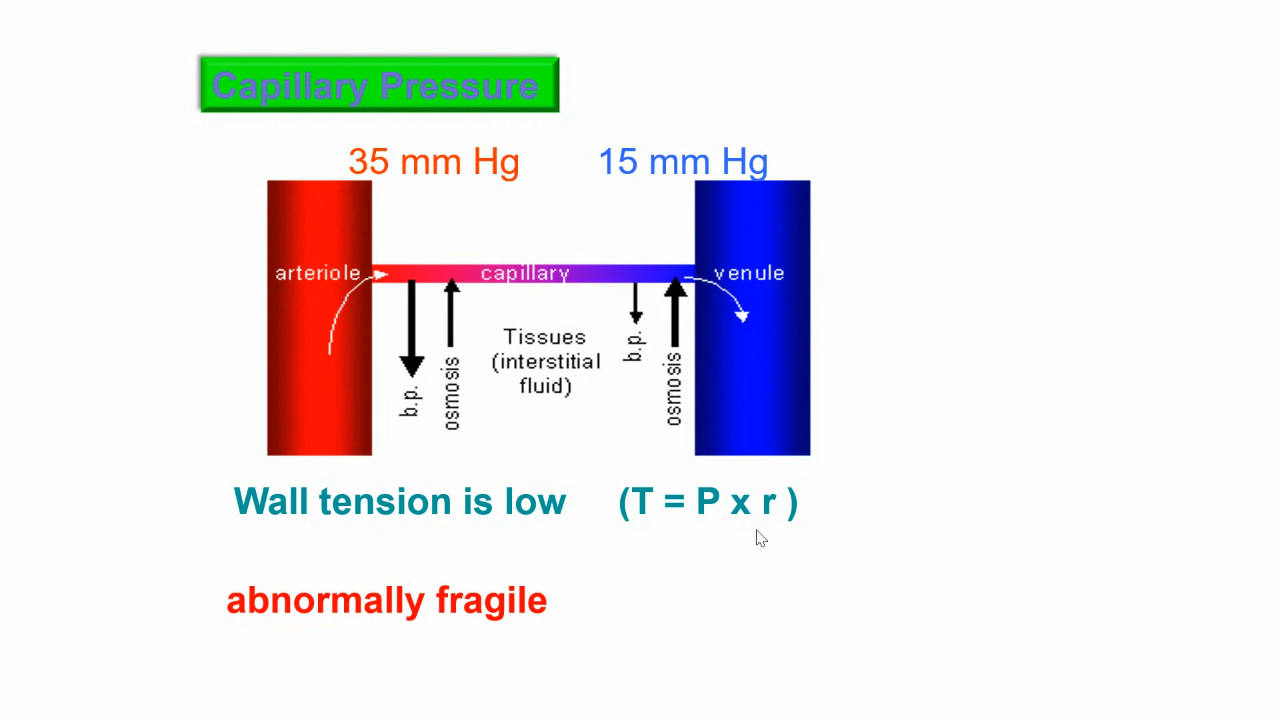 Capillary Pressure
35 mm Hg 15 mm Hg
arteriole capillary venule
Tissues
(interstitial
fluid)
b.p.
osmosis
b.p.
osmosis
Wall tension is low (T = P x r )
abnormally fragile